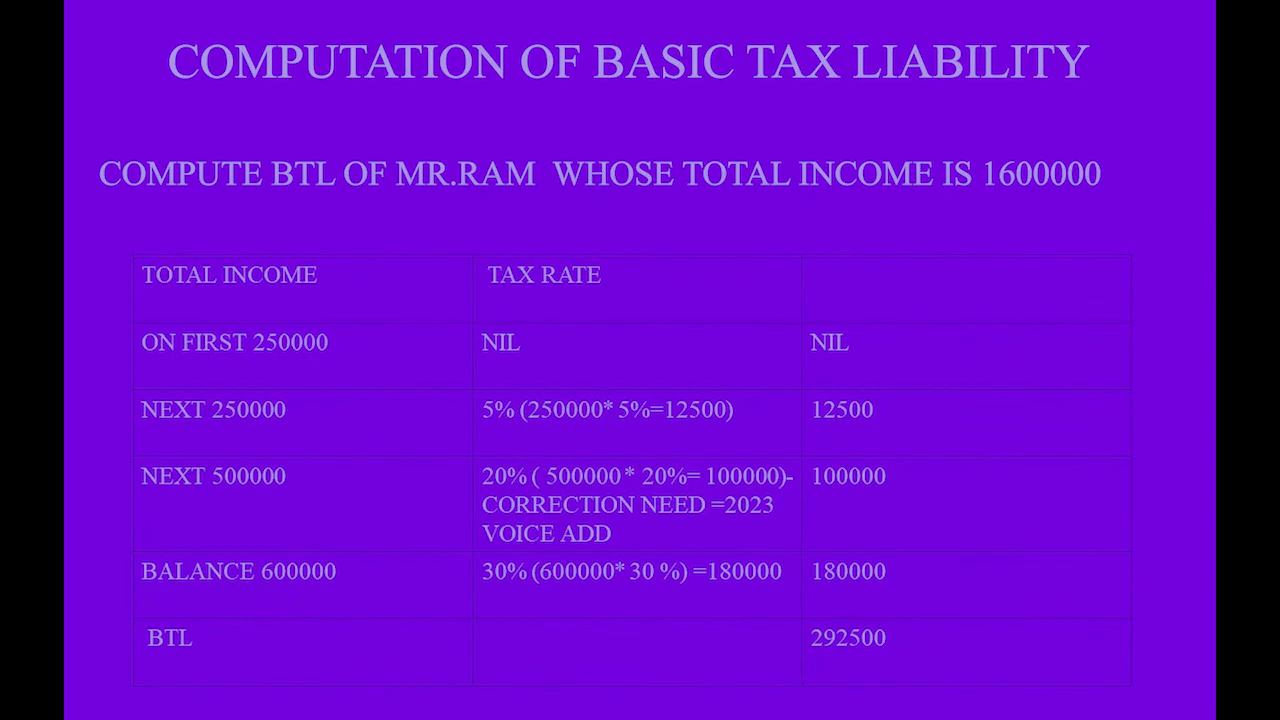 COMPUTATION OF BASIC TAX LIABILITY
COMPUTE BTL OF MR.RAM WHOSE TOTAL INCOME IS 1600000
TOTAL INCOME TAX RATE
ON FIRST 250000 NIL NIL
NEXT 250000 5% (250000* 5%=12500) 12500
NEXT 500000 20% ( 500000 * 20%= 100000)- 100000
CORRECTION NEED =2023
VOICE ADD
BALANCE 600000 30% (600000* 30 %) =180000 180000
BTL 292500